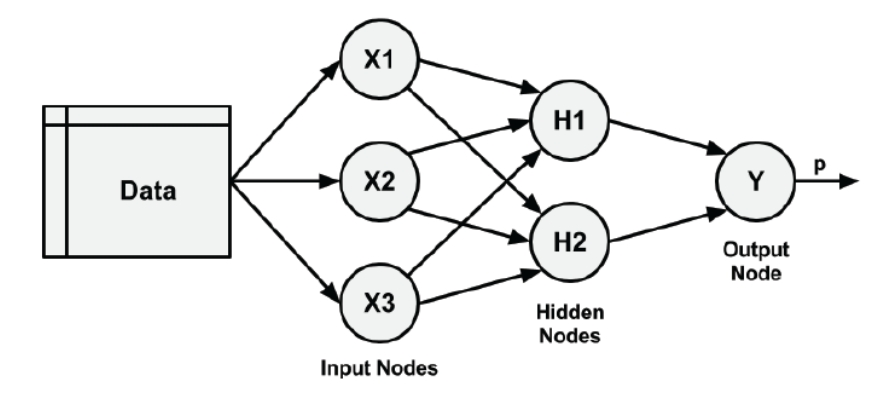 X1
H1
Data
X2
Y
p
H2
Output
Node
X3
Hidden
Nodes
Input Nodes